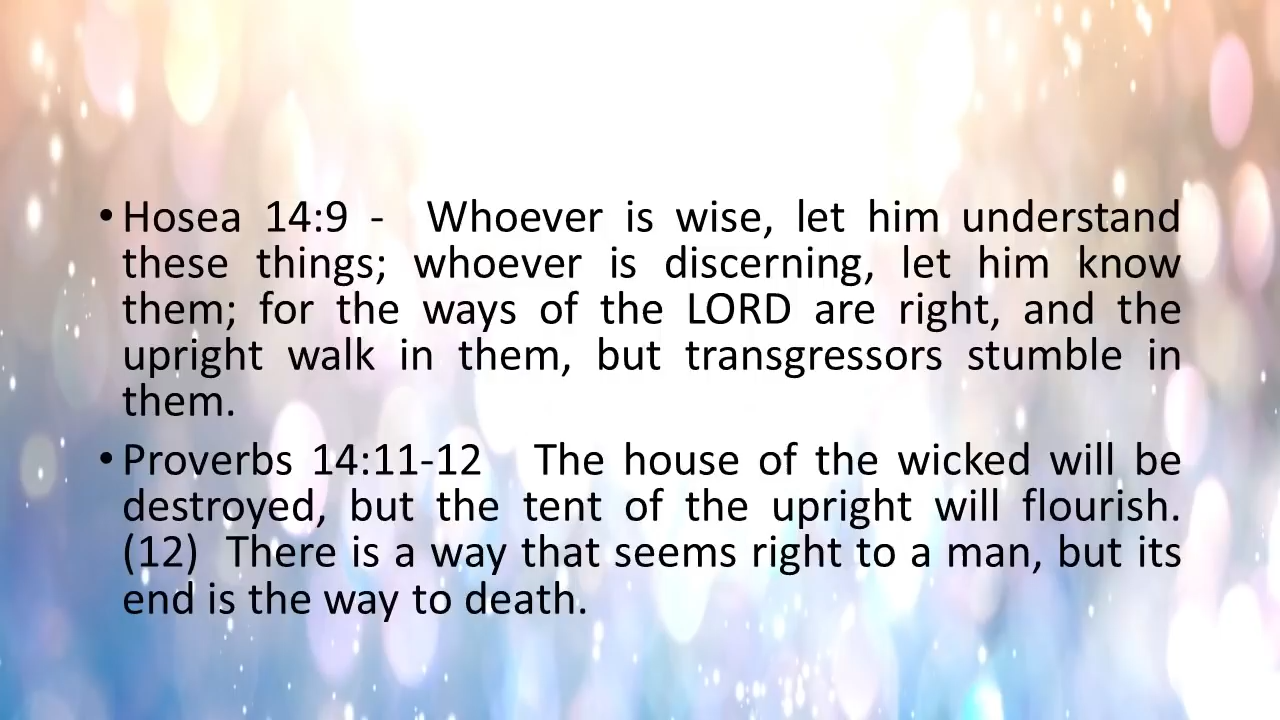 • Hosea 14:9 - Whoever is wise, let him understand
these things; whoever is discerning, let him know
them; for the ways of the LORD are right, and the
upright walk in them, but transgressors stumble in
them.
• Proverbs 14:11-12 The house of the wicked will be
destroyed, but the tent of the upright will flourish.
(12) There is a way that seems right to a man, but its
end is the way to death.